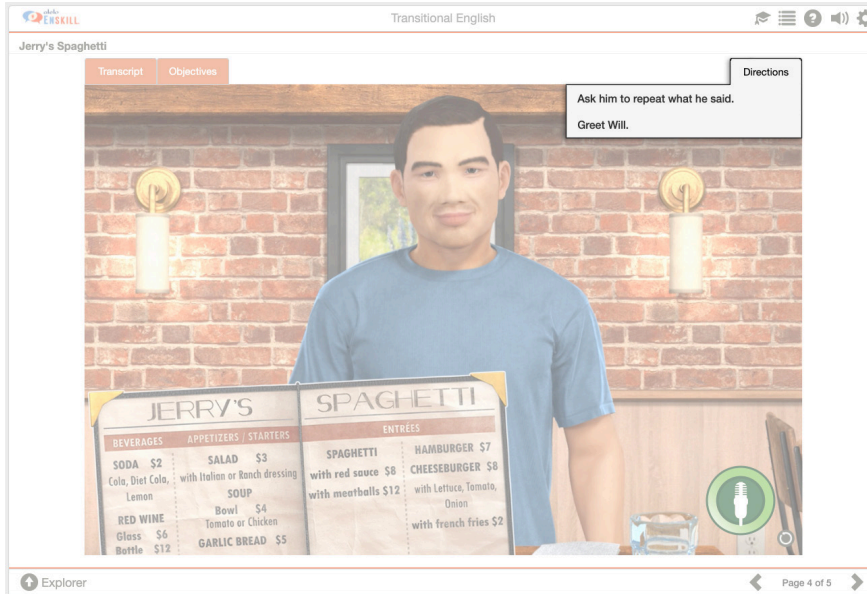 alelo
ENSKILL
Transitional English
Jerry's Spaghetti
Transcript
Objectives
Directions
Ask him to repeat what he said.
Greet Will.
JERRY'S SPAGHETTI
BEVERAGES
SODA $2
Cola, Diet Cola,
Lemon
RED WINE
Glass $6
Bottle $12
APPETIZERS / STARTERS
SALAD $3
with Italian or Ranch dressing
SOUP
Bowl $4
Tomato or Chicken
GARLIC BREAD $5
ENTRÉES
SPAGHETTI
with red sauce $8
with meatballs $12
HAMBURGER $7
CHEESEBURGER $8
with Lettuce, Tomato,
Onion
with french fries $2
Explorer
Page 4 of 5